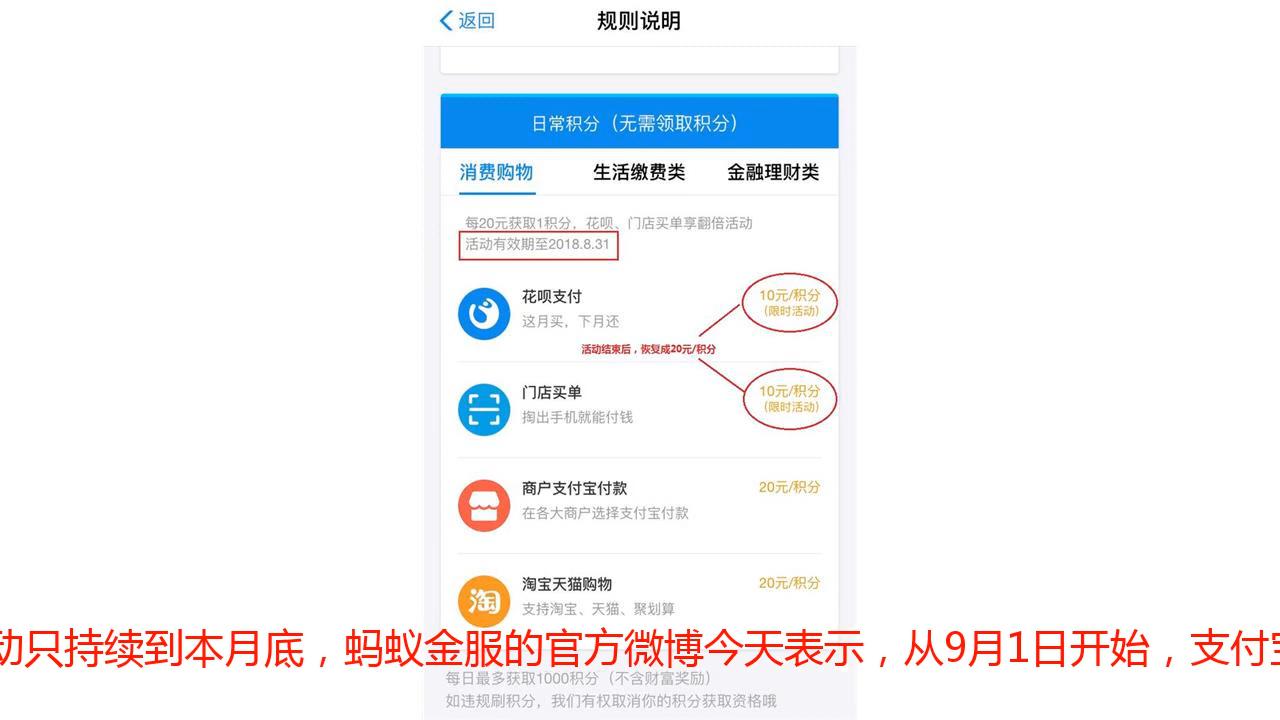 返回
规则说明
日常积分（无需领取积分）
消费购物 生活缴费类 金融理财类
每20元获取1积分，花呗、门店买单享翻倍活动
活动有效期至2018.8.31
花呗支付
10元/积分
（限时活动）
这月买，下月还
活动结束后，恢复成20元/积分
门店买单
10元/积分
（限时活动）
掏出手机就能付钱
商户支付宝付款
20元/积分
在各大商户选择支付宝付款
淘宝天猫购物
20元/积分
淘
支持淘宝、天猫、聚划算
动只持续到本月底，蚂蚁金服的官方微博今天表示，从9月1日开始，支付宝
每日最多获取1000积分（不含财富奖励）
如违规刷积分，我们有权取消你的积分获取资格哦